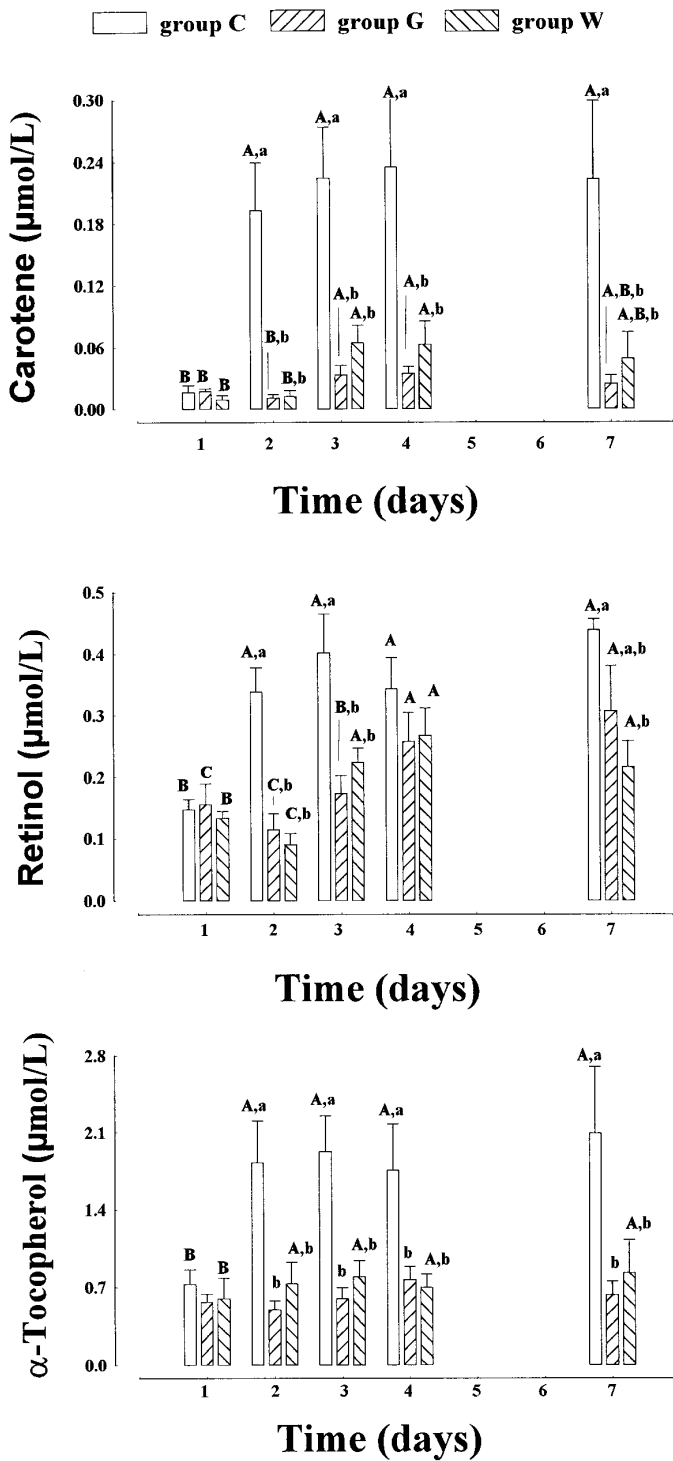 group C group G group W
Carotene (µmol/L)
0.30
0.24
0.18
0.12
0.06
0.00
B B B
A,a B,b B,b
A,a A,b A,b
A,a A,b A,b
A,a A,B,b A,B,b
1 2 3 4 5 6 7
Time (days)
Retinol (µmol/L)
0.5
0.4
0.3
0.2
0.1
0.0
B C B
A,a C,b C,b
A,a B,b A,b
A A A
A,a A,a,b A,b
1 2 3 4 5 6 7
Time (days)
α-Tocopherol (µmol/L)
2.8
2.1
1.4
0.7
0.0
B B
A,a b A,b
A,a b A,b
A,a b A,b
A,a b A,b
1 2 3 4 5 6 7
Time (days)